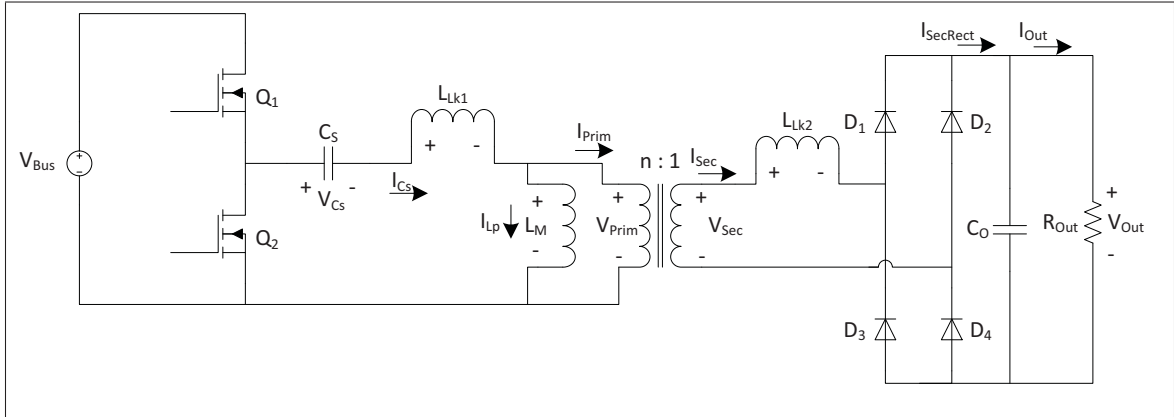 I_SecRect
I_Out
Q_1
L_Lk1
D_1
D_2
C_S
I_Prim
L_Lk2
+ -
n : 1
I_Sec
V_Bus
+
-
+ -
V_Cs
I_Cs
+ -
+
I_Lp
L_M
-
+
V_Prim
-
+
V_Sec
-
C_O
R_Out
+
V_Out
-
Q_2
D_3
D_4